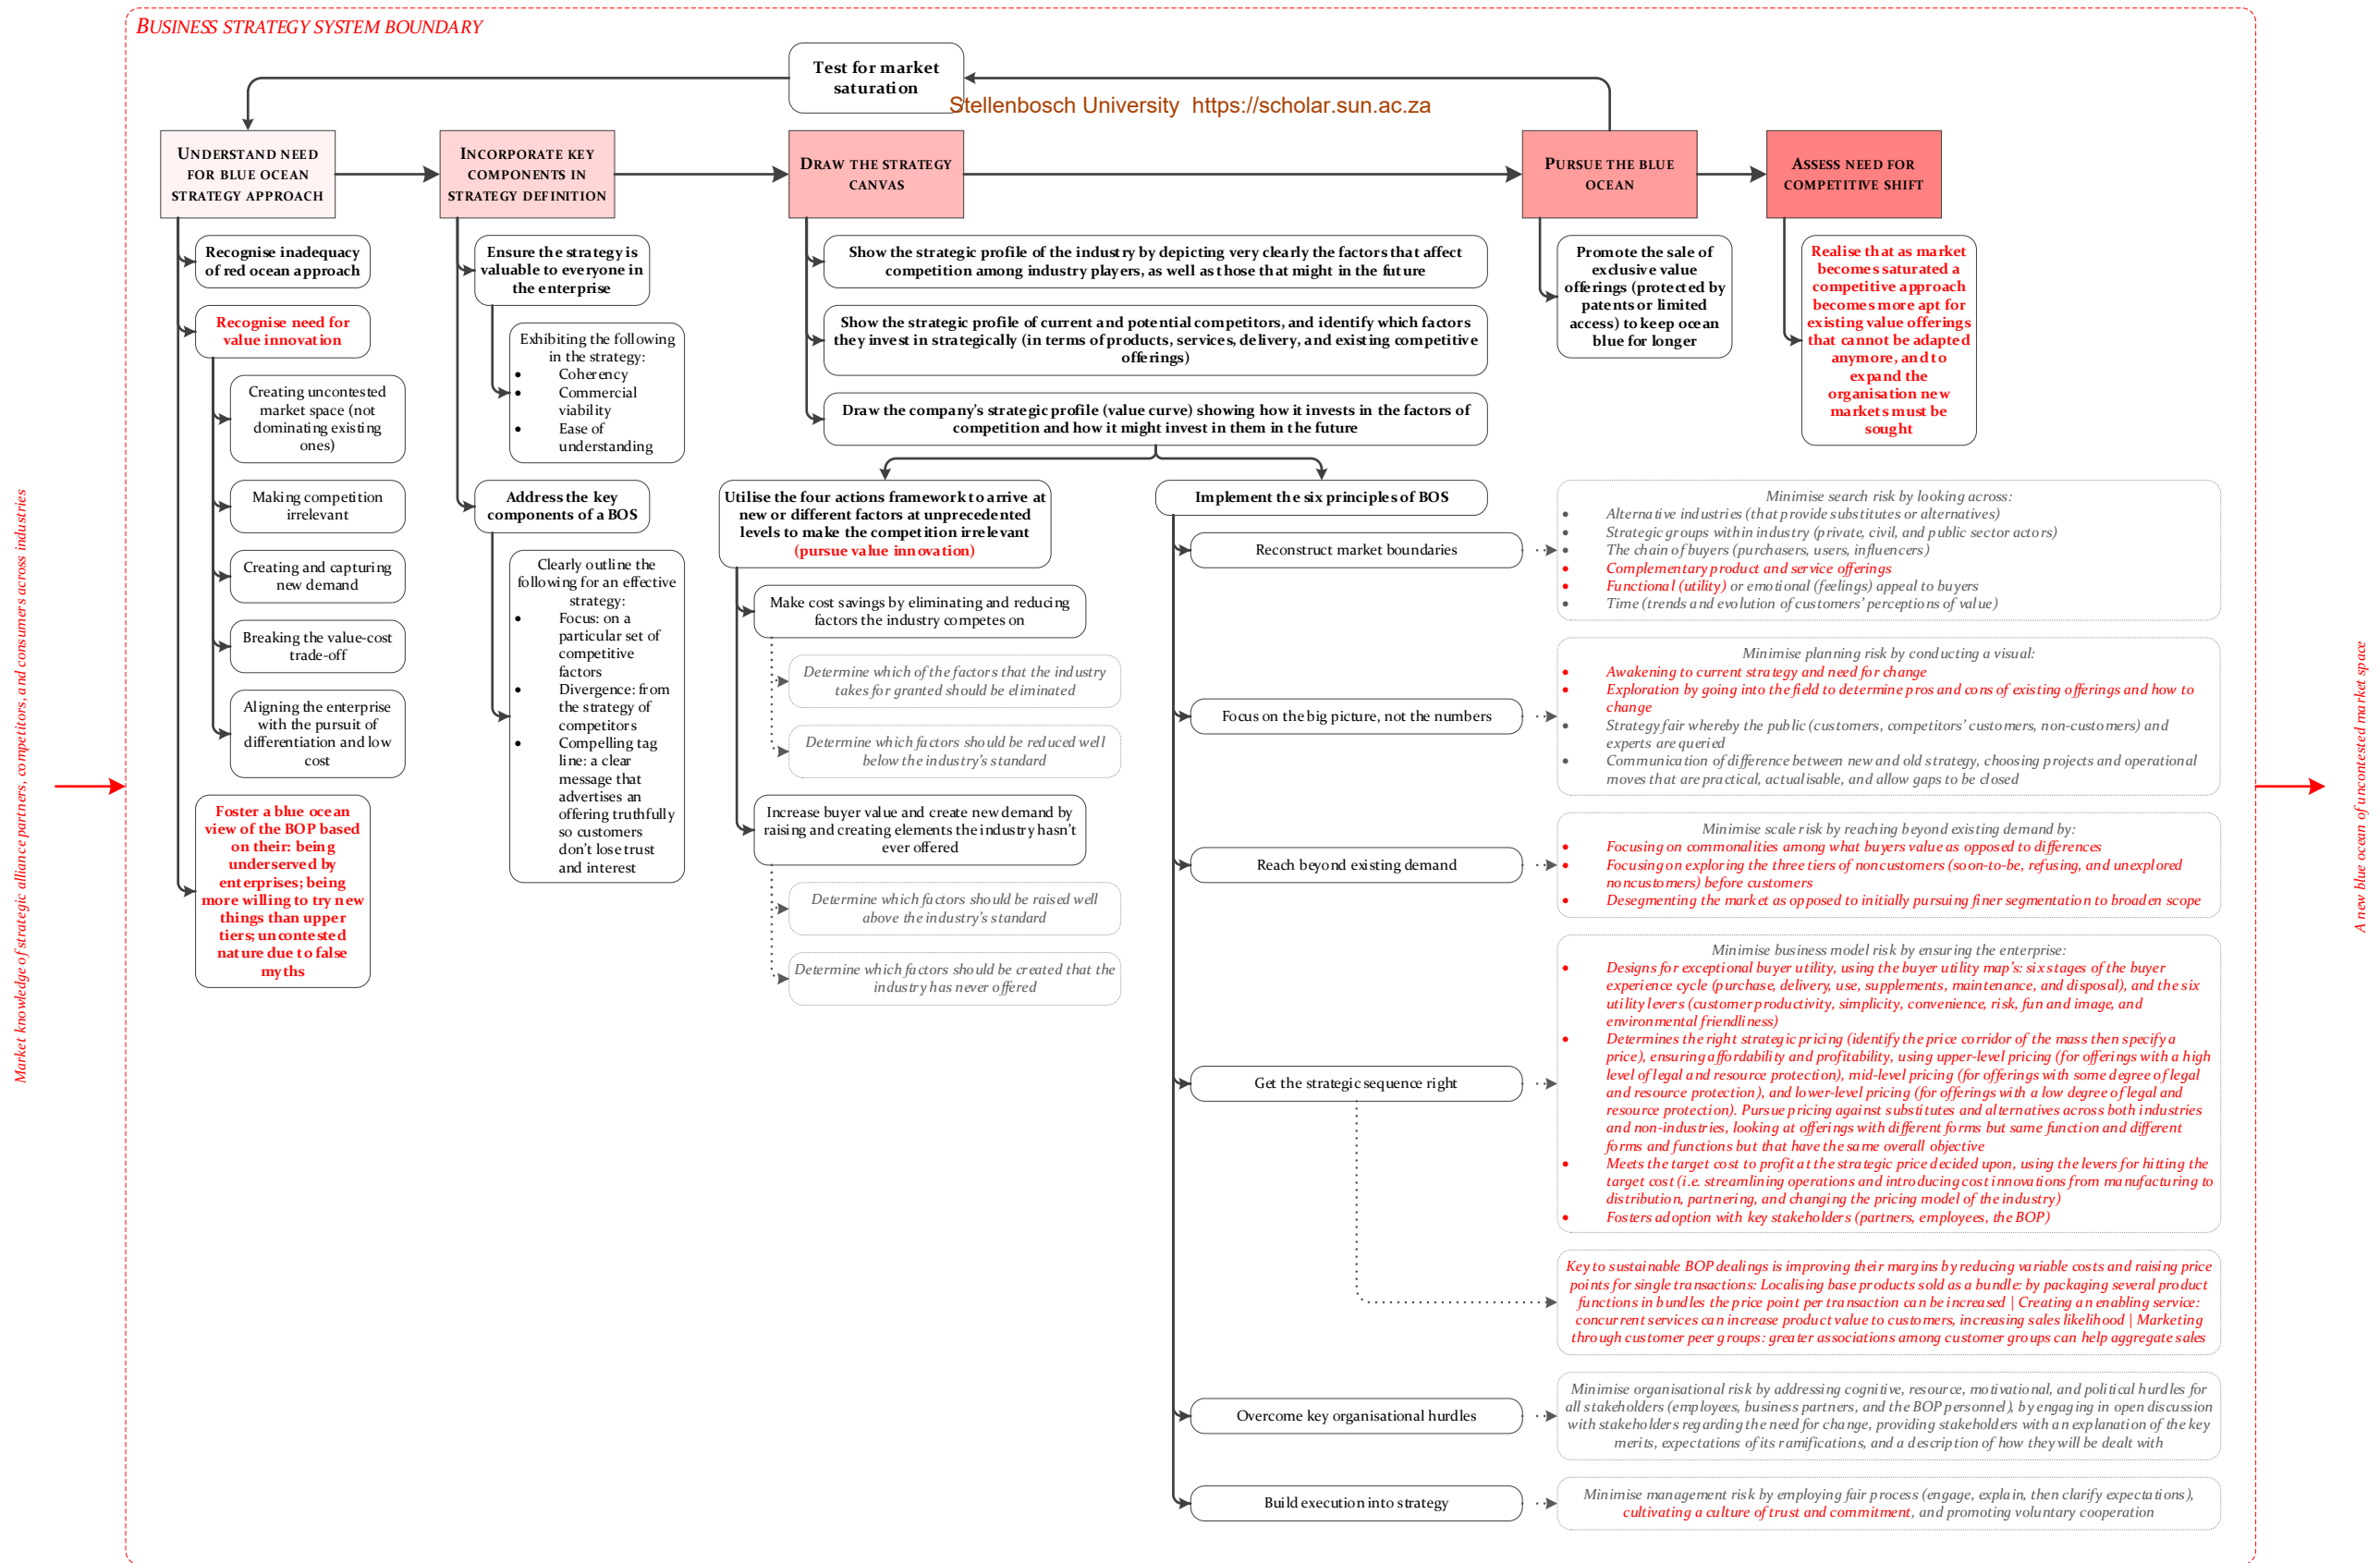 BUSINESS STRATEGY SYSTEM BOUNDARY
Test for market
saturation
Stellenbosch University https://scholar.sun.ac.za
UNDERSTAND NEED
FOR BLUE OCEAN
STRATEGY APPROACH
INCORPORATE KEY
COMPONENTS IN
STRATEGY DEFINITION
DRAW THE STRATEGY
CANVAS
PURSUE THE BLUE
OCEAN
ASSESS NEED FOR
COMPETITIVE SHIFT
Recognise inadequacy
of red ocean approach
Recognise need for
value innovation
Creating uncontested
market space (not
dominating existing
ones)
Making competition
irrelevant
Creating and capturing
new demand
Breaking the value-cost
trade-off
Aligning the enterprise
with the pursuit of
differentiation and low
cost
Foster a blue ocean
view of the BOP based
on their: being
underserved by
enterprises; being
more willing to try new
things than upper
tiers; uncontested
nature due to false
myths
Ensure the strategy is
valuable to everyone in
the enterprise
Exhibiting the following
in the strategy:
• Coherency
• Commercial
viability
• Ease of
understanding
Address the key
components of a BOS
Clearly outline the
following for an effective
strategy:
• Focus: on a
particular set of
competitive
factors
• Divergence: from
the strategy of
competitors
• Compelling tag
line: a clear
message that
advertises an
offering truthfully
so customers
don't lose trust
and interest
Show the strategic profile of the industry by depicting very clearly the factors that affect
competition among industry players, as well as those that might in the future
Show the strategic profile of current and potential competitors, and identify which factors
they invest in strategically (in terms of products, services, delivery, and existing competitive
offerings)
Draw the company's strategic profile (value curve) showing how it invests in the factors of
competition and how it might invest in them in the future
Utilise the four actions framework to arrive at
new or different factors at unprecedented
levels to make the competition irrelevant
(pursue value innovation)
Make cost savings by eliminating and reducing
factors the industry competes on
Determine which of the factors that the industry
takes for granted should be eliminated
Determine which factors should be reduced well
below the industry's standard
Increase buyer value and create new demand by
raising and creating elements the industry hasn't
ever offered
Determine which factors should be raised well
above the industry's standard
Determine which factors should be created that the
industry has never offered
Implement the six principles of BOS
Reconstruct market boundaries
Minimise search risk by looking across:
• Alternative industries (that provide substitutes or alternatives)
• Strategic groups within industry (private, civil, and public sector actors)
• The chain of buyers (purchasers, users, influencers)
• Complementary product and service offerings
• Functional (utility) or emotional (feelings) appeal to buyers
• Time (trends and evolution of customers' perceptions of value)
Focus on the big picture, not the numbers
Minimise planning risk by conducting a visual:
• Awakening to current strategy and need for change
• Exploration by going into the field to determine pros and cons of existing offerings and how to
change
• Strategy fair whereby the public (customers, competitors' customers, non-customers) and
experts are queried
• Communication of difference between new and old strategy, choosing projects and operational
moves that are practical, actualisable, and allow gaps to be closed
Reach beyond existing demand
Minimise scale risk by reaching beyond existing demand by:
• Focusing on commonalities among what buyers value as opposed to differences
• Focusing on exploring the three tiers of noncustomers (soon-to-be, refusing, and unexplored
noncustomers) before customers
• Desegmenting the market as opposed to initially pursuing finer segmentation to broaden scope
Get the strategic sequence right
Minimise business model risk by ensuring the enterprise:
• Designs for exceptional buyer utility, using the buyer utility map's: six stages of the buyer
experience cycle (purchase, delivery, use, supplements, maintenance, and disposal), and the six
utility levers (customer productivity, simplicity, convenience, risk, fun and image, and
environmental friendliness)
• Determines the right strategic pricing (identify the price corridor of the mass then specify a
price), ensuring affordability and profitability, using upper-level pricing (for offerings with a high
level of legal and resource protection), mid-level pricing (for offerings with some degree of legal
and resource protection), and lower-level pricing (for offerings with a low degree of legal and
resource protection). Pursue pricing against substitutes and alternatives across both industries
and non-industries, looking at offerings with different forms but same function and different
forms and functions but that have the same overall objective
• Meets the target cost to profit at the strategic price decided upon, using the levers for hitting the
target cost (i.e. streamlining operations and introducing cost innovations from manufacturing to
distribution, partnering, and changing the pricing model of the industry)
• Fosters adoption with key stakeholders (partners, employees, the BOP)
Key to sustainable BOP dealings is improving their margins by reducing variable costs and raising price
points for single transactions: Localising base products sold as a bundle: by packaging several product
functions in bundles the price point per transaction can be increased | Creating an enabling service:
concurrent services can increase product value to customers, increasing sales likelihood | Marketing
through customer peer groups: greater associations among customer groups can help aggregate sales
Overcome key organisational hurdles
Minimise organisational risk by addressing cognitive, resource, motivational, and political hurdles for
all stakeholders (employees, business partners, and the BOP personnel), by engaging in open discussion
with stakeholders regarding the need for change, providing stakeholders with an explanation of the key
merits, expectations of its ramifications, and a description of how they will be dealt with
Build execution into strategy
Minimise management risk by employing fair process (engage, explain, then clarify expectations),
cultivating a culture of trust and commitment, and promoting voluntary cooperation
Promote the sale of
exclusive value
offerings (protected by
patents or limited
access) to keep ocean
blue for longer
Realise that as market
becomes saturated a
competitive approach
becomes more apt for
existing value offerings
that cannot be adapted
anymore, and to
expand the
organisation new
markets must be
sought
Market knowledge of strategic alliance partners, competitors, and consumers across industries
A new blue ocean of uncontested market space